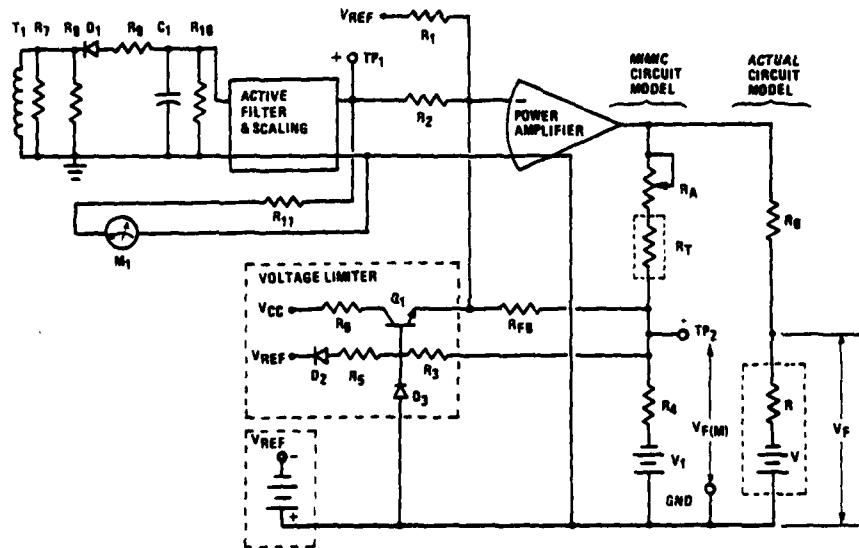 VREF
R1
T1 R7 R8 D1 R9 C1 R10
+ TP1
ACTIVE FILTER & SCALING
R2
−
POWER AMPLIFIER
MIMIC CIRCUIT MODEL
ACTUAL CIRCUIT MODEL
RA
RT
R11
M1
VOLTAGE LIMITER
VCC
R6
Q1
RFB
TP2
VREF
D2
R5
R3
D3
R4
V1
VF(M)
GND
R
V
VF
VREF
−
+